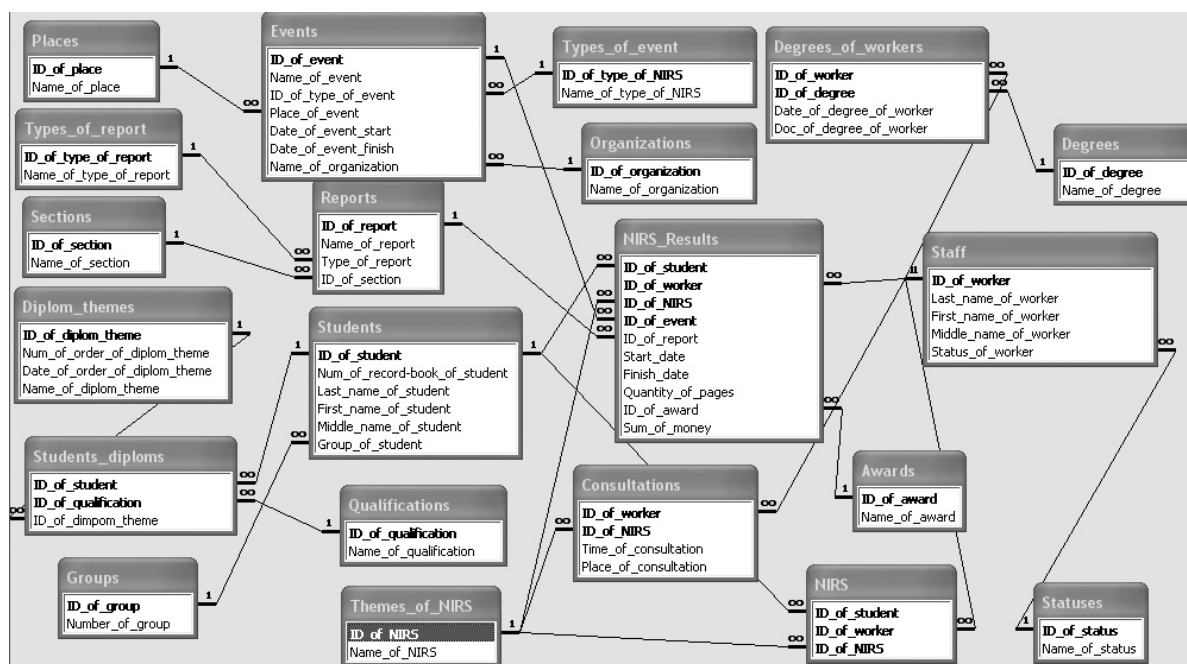 Places
ID_of_place
Name_of_place
Events
ID_of_event
Name_of_event
ID_of_type_of_event
Place_of_event
Date_of_event_start
Date_of_event_finish
Name_of_organization
Types_of_event
ID_of_type_of_NIRS
Name_of_type_of_NIRS
Degrees_of_workers
ID_of_worker
ID_of_degree
Date_of_degree_of_worker
Doc_of_degree_of_worker
Types_of_report
ID_of_type_of_report
Name_of_type_of_report
Organizations
ID_of_organization
Name_of_organization
Degrees
ID_of_degree
Name_of_degree
Sections
ID_of_section
Name_of_section
Reports
ID_of_report
Name_of_report
Type_of_report
ID_of_section
NIRS_Results
ID_of_student
ID_of_worker
ID_of_NIRS
ID_of_event
ID_of_report
Start_date
Finish_date
Quantity_of_pages
ID_of_award
Sum_of_money
Staff
ID_of_worker
Last_name_of_worker
First_name_of_worker
Middle_name_of_worker
Status_of_worker
Diplom_themes
ID_of_diplom_theme
Num_of_order_of_diplom_theme
Date_of_order_of_diplom_theme
Name_of_diplom_theme
Students
ID_of_student
Num_of_record-book_of_student
Last_name_of_student
First_name_of_student
Middle_name_of_student
Group_of_student
Students_diploms
ID_of_student
ID_of_qualification
ID_of_dimpom_theme
Qualifications
ID_of_qualification
Name_of_qualification
Consultations
ID_of_worker
ID_of_NIRS
Time_of_consultation
Place_of_consultation
Awards
ID_of_award
Name_of_award
Groups
ID_of_group
Number_of_group
Themes_of_NIRS
ID_of_NIRS
Name_of_NIRS
NIRS
ID_of_student
ID_of_worker
ID_of_NIRS
Statuses
ID_of_status
Name_of_status